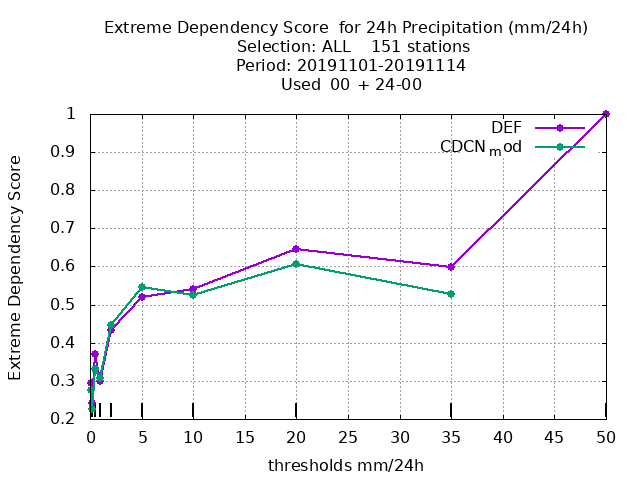 Extreme Dependency Score  for 24h Precipitation (mm/24h)
Selection: ALL    151 stations
Period: 20191101-20191114
Used  00 + 24-00
DEF
CDCNmod
Extreme Dependency Score
1
0.9
0.8
0.7
0.6
0.5
0.4
0.3
0.2
0 5 10 15 20 25 30 35 40 45 50
thresholds mm/24h